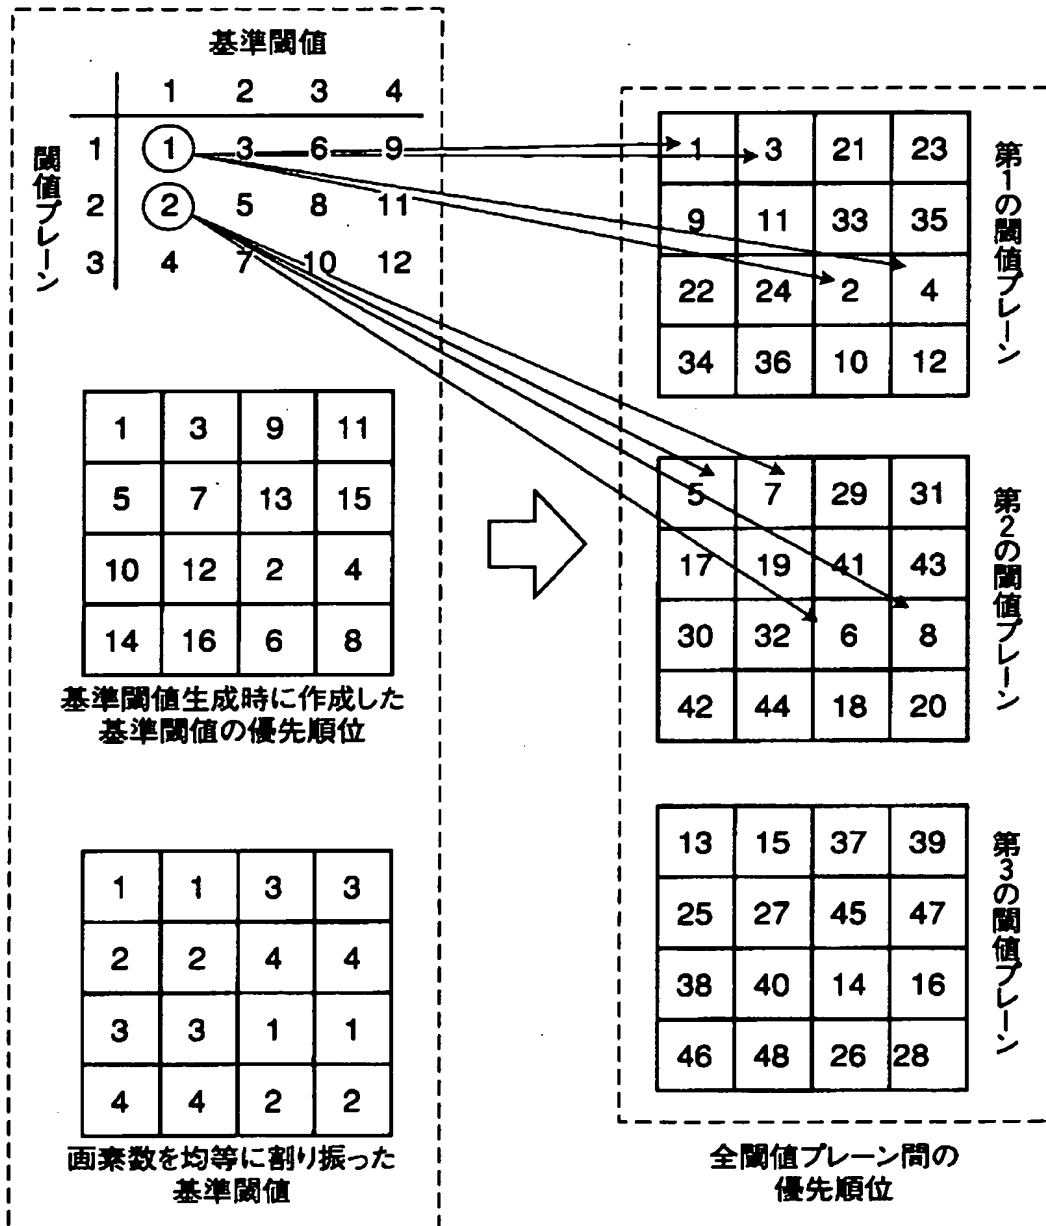 基準閾値
1 2 3 4
閾値プレーン
1 1 3 6 9
2 2 5 8 11
3 4 7 10 12
1 3 9 11
5 7 13 15
10 12 2 4
14 16 6 8
基準閾値生成時に作成した
基準閾値の優先順位
1 1 3 3
2 2 4 4
3 3 1 1
4 4 2 2
画素数を均等に割り振った
基準閾値
1 3 21 23
9 11 33 35
22 24 2 4
34 36 10 12
第1の閾値プレーン
5 7 29 31
17 19 41 43
30 32 6 8
42 44 18 20
第2の閾値プレーン
13 15 37 39
25 27 45 47
38 40 14 16
46 48 26 28
第3の閾値プレーン
全閾値プレーン間の
優先順位